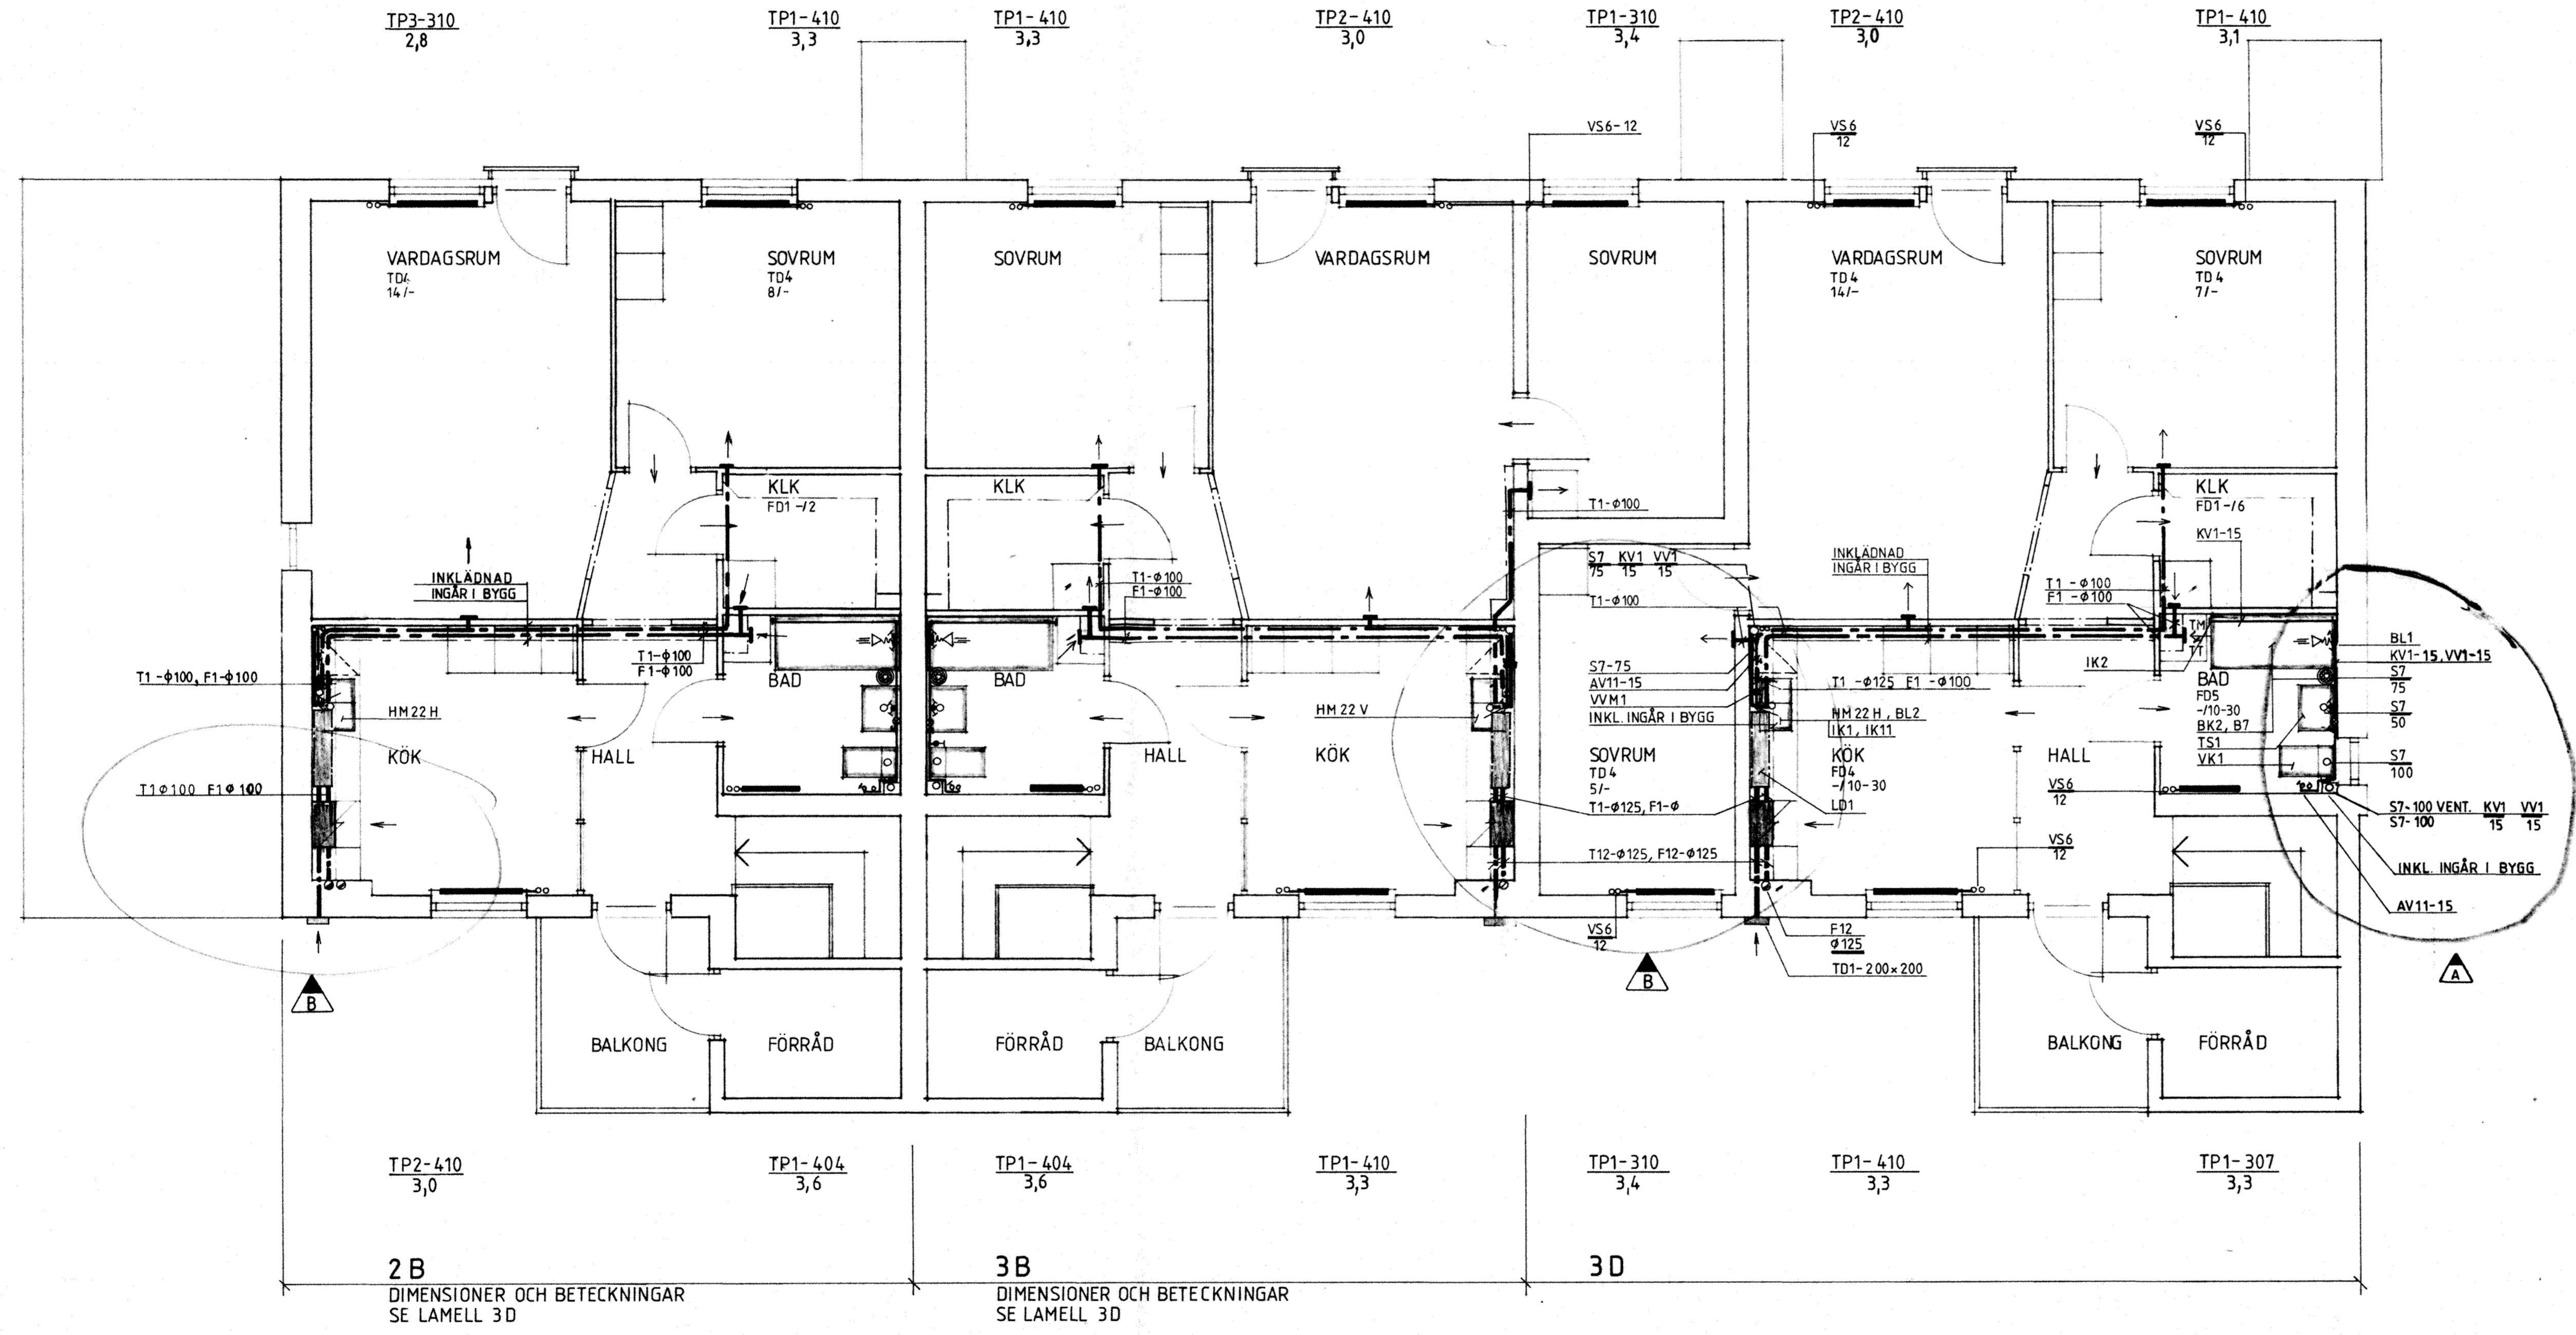 TP3-310
2,8
TP1-410
3,3
TP1-410
3,3
TP2-410
3,0
TP1-310
3,4
TP2-410
3,0
TP1-410
3,1
VS6-12
VS6
12
VS6
12
VARDAGSRUM
TD4
14/-
SOVRUM
TD4
8/-
SOVRUM
VARDAGSRUM
SOVRUM
VARDAGSRUM
TD4
14/-
SOVRUM
TD4
7/-
KLK
FD1 -/2
KLK
KLK
FD1-/6
KV1-15
T1-φ100
S7 KV1 VV1
75 15 15
T1-φ100
INKLÄDNAD
INGÅR I BYGG
T1-φ100
F1-φ100
INKLÄDNAD
INGÅR I BYGG
T1-φ100
F1-φ100
T1-φ100
F1-φ100
TM
TT
IK2
T1-φ100, F1-φ100
HM22H
BAD
BAD
HM22V
S7-75
AV11-15
VVM1
INKL. INGÅR I BYGG
T1-φ125 F1-φ100
HM22H, BL2
IK1, IK11
BAD
FD5
-/10-30
BK2, B7
TS1
VK1
BL1
KV1-15, VV1-15
S7
75
S7
50
S7
100
KÖK
HALL
HALL
KÖK
SOVRUM
TD4
5/-
KÖK
FD4
-/10-30
LD1
HALL
VS6
12
T1φ100 F1φ100
T1-φ125, F1-φ
T12-φ125, F12-φ125
VS6
12
S7-100 VENT. KV1 VV1
S7-100 15 15
INKL. INGÅR I BYGG
AV11-15
VS6
12
F12
φ125
TD1-200×200
B
B
A
BALKONG
FÖRRÅD
FÖRRÅD
BALKONG
BALKONG
FÖRRÅD
TP2-410
3,0
TP1-404
3,6
TP1-404
3,6
TP1-410
3,3
TP1-310
3,4
TP1-410
3,3
TP1-307
3,3
2B
DIMENSIONER OCH BETECKNINGAR
SE LAMELL 3D
3B
DIMENSIONER OCH BETECKNINGAR
SE LAMELL 3D
3D